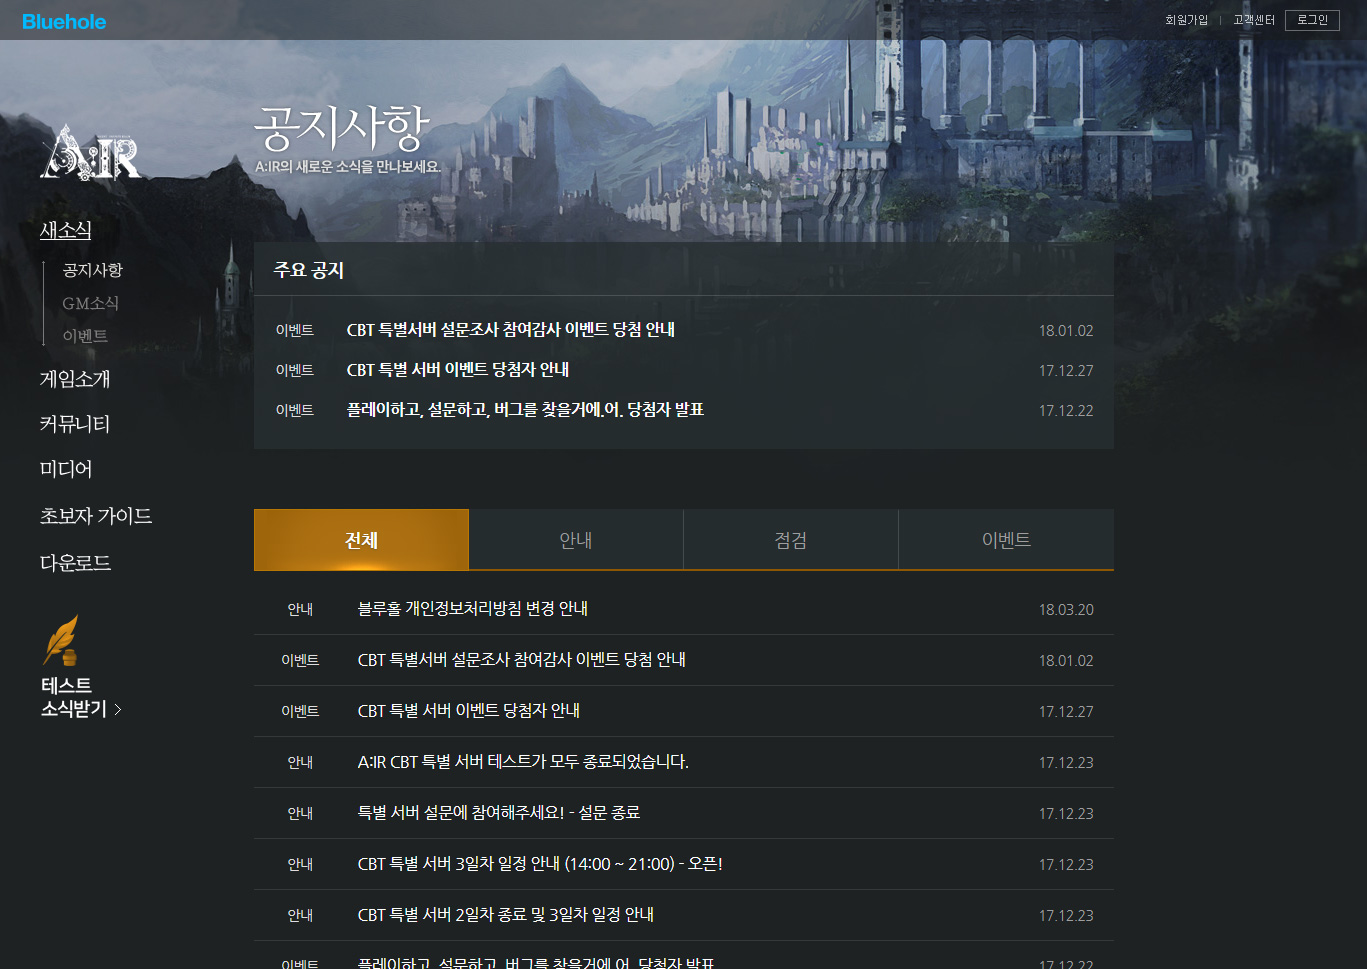 Bluehole
회원가입 | 고객센터 로그인
A:IR
공지사항
A:IR의 새로운 소식을 만나보세요.
새소식
공지사항
GM소식
이벤트
게임소개
커뮤니티
미디어
초보자 가이드
다운로드
테스트
소식받기 >
주요 공지
이벤트 CBT 특별서버 설문조사 참여감사 이벤트 당첨 안내 18.01.02
이벤트 CBT 특별 서버 이벤트 당첨자 안내 17.12.27
이벤트 플레이하고, 설문하고, 버그를 찾을거에.어. 당첨자 발표 17.12.22
전체 안내 점검 이벤트
안내 블루홀 개인정보처리방침 변경 안내 18.03.20
이벤트 CBT 특별서버 설문조사 참여감사 이벤트 당첨 안내 18.01.02
이벤트 CBT 특별 서버 이벤트 당첨자 안내 17.12.27
안내 A:IR CBT 특별 서버 테스트가 모두 종료되었습니다. 17.12.23
안내 특별 서버 설문에 참여해주세요! - 설문 종료 17.12.23
안내 CBT 특별 서버 3일차 일정 안내 (14:00 ~ 21:00) - 오픈! 17.12.23
안내 CBT 특별 서버 2일차 종료 및 3일차 일정 안내 17.12.23
이벤트 플레이하고, 설문하고, 버그를 찾을거에.어. 당첨자 발표 17.12.22